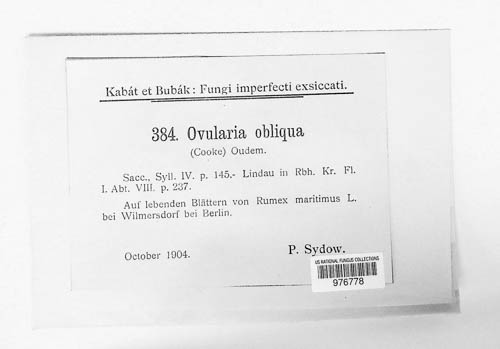 Kabát et Bubák: Fungi imperfecti exsiccati.
384. Ovularia obliqua
(Cooke) Oudem.
Sacc., Syll. IV. p. 145.- Lindau in Rbh. Kr. Fl.
I. Abt. VIII. p. 237.
Auf lebenden Blättern von Rumex maritimus L.
bei Wilmersdorf bei Berlin.
October 1904. P. Sydow.
US NATIONAL FUNGUS COLLECTIONS
976778